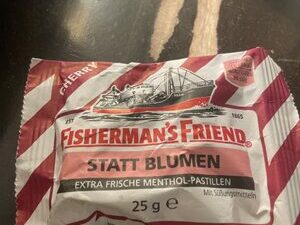 CHERRY
EST 1865
FISHERMAN'S FRIEND
STATT BLUMEN
EXTRA FRISCHE MENTHOL-PASTILLEN
25 g e
Mit Süßungsmitteln